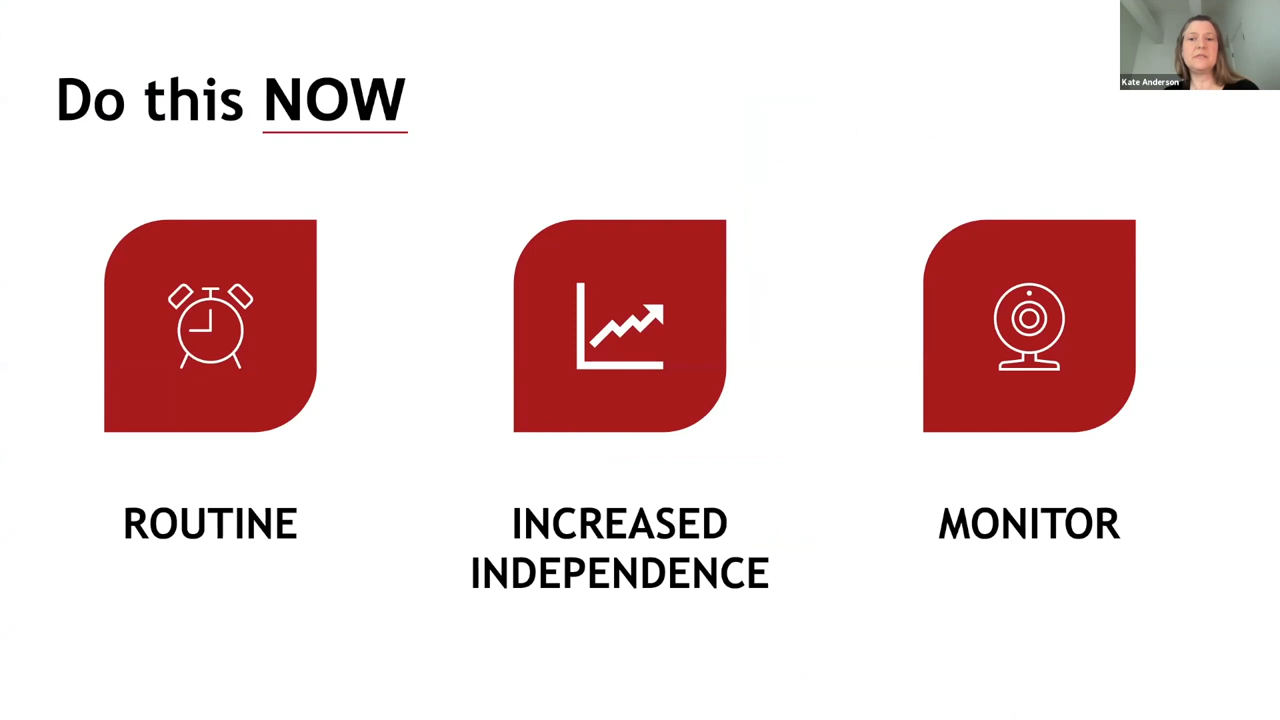 Do this NOW
Kate Anderson
ROUTINE
INCREASED
INDEPENDENCE
MONITOR